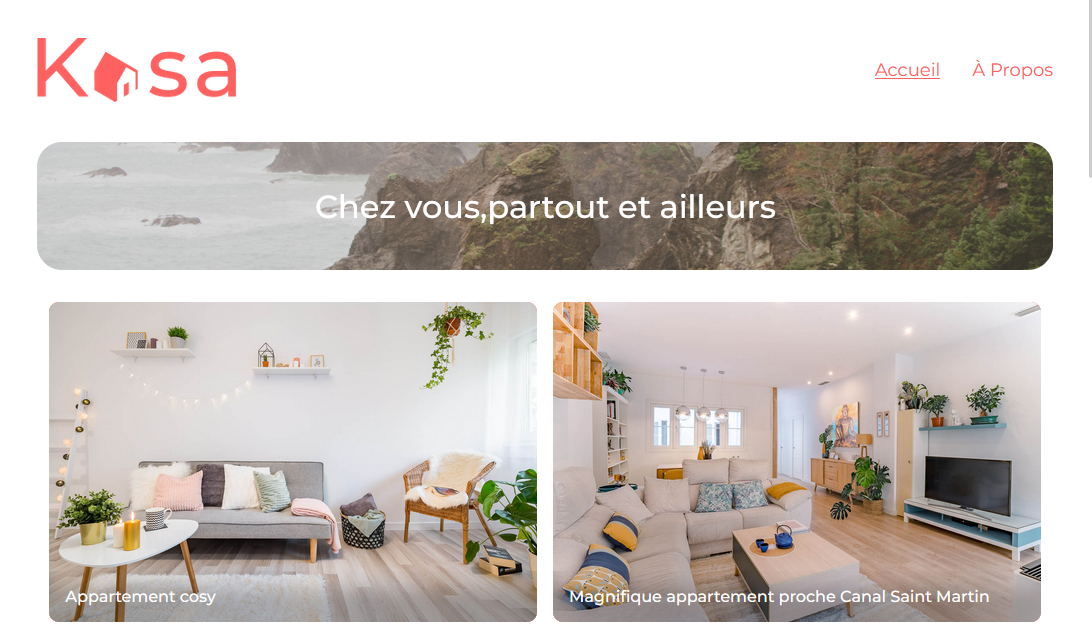 Kasa
Accueil À Propos
Chez vous,partout et ailleurs
Appartement cosy
Magnifique appartement proche Canal Saint Martin